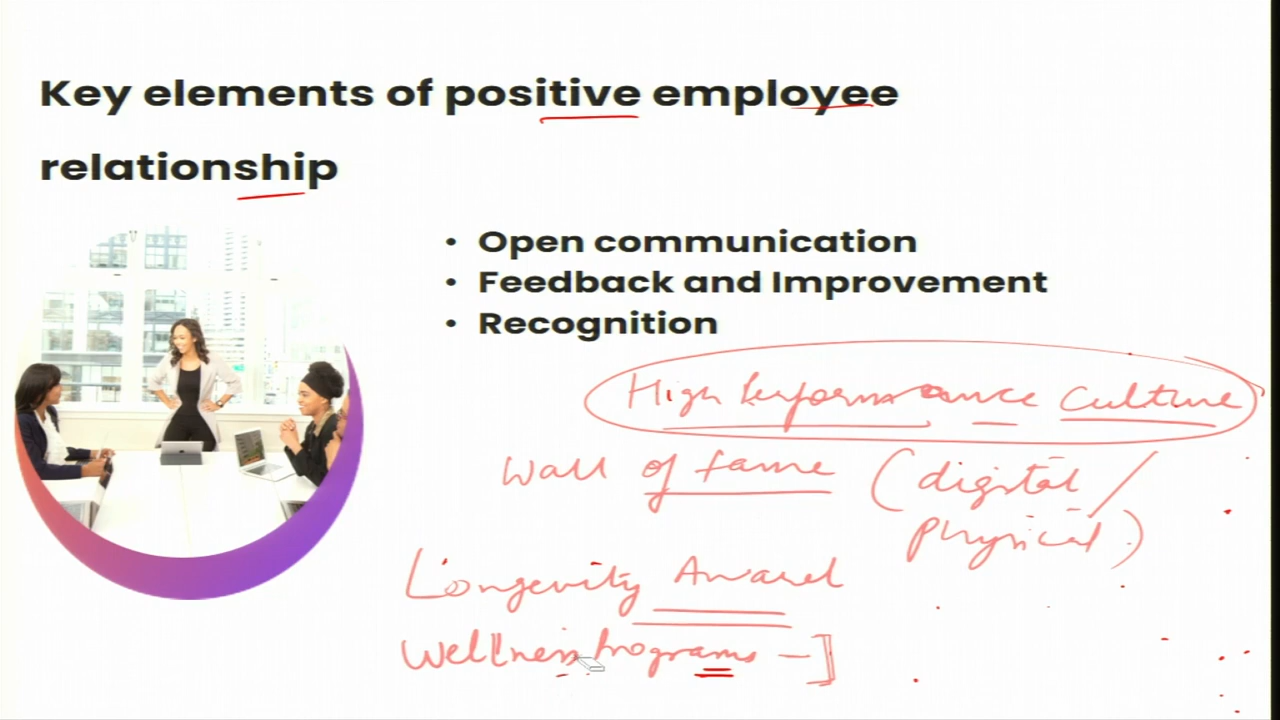 Key elements of positive employee
relationship
• Open communication
• Feedback and Improvement
• Recognition
High Performance Culture
Wall of fame (digital /
physical)
Longevity Award
Wellness Programs -]